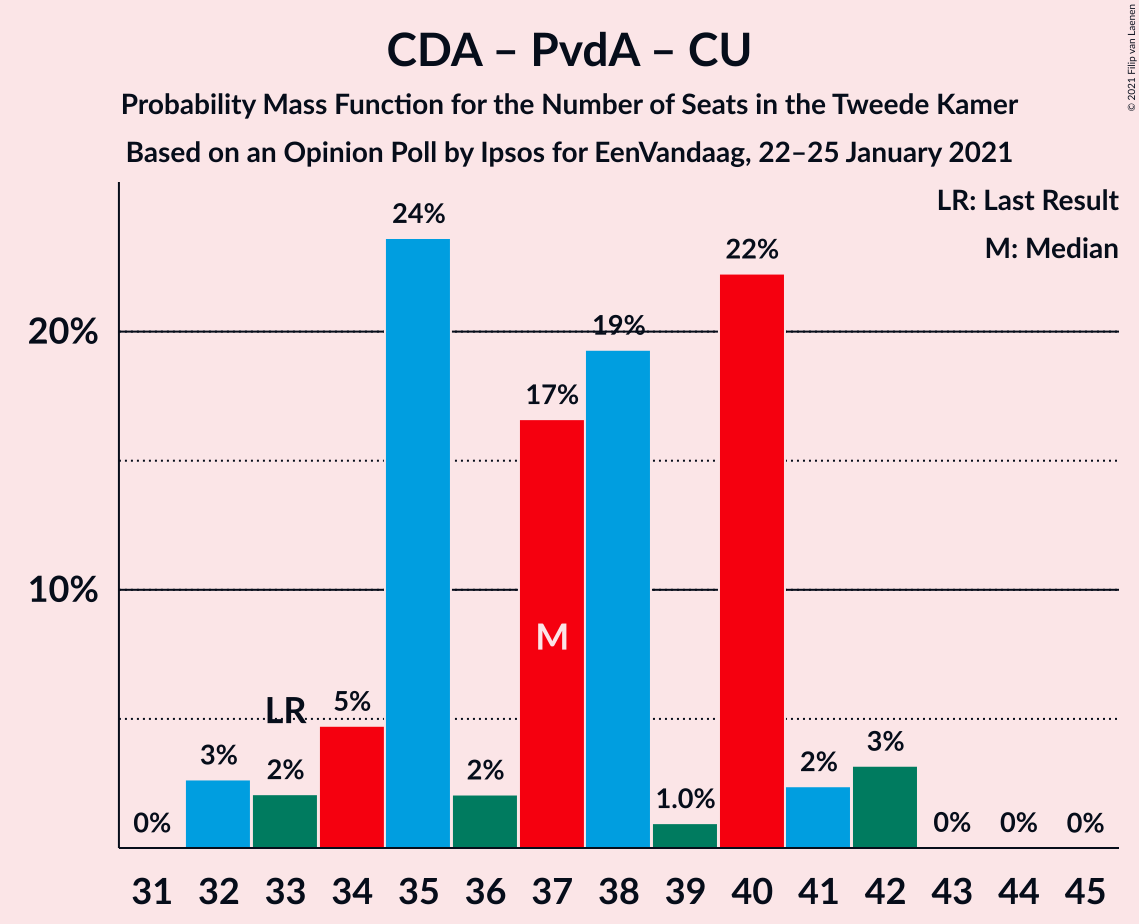 CDA – PvdA – CU
Probability Mass Function for the Number of Seats in the Tweede Kamer
Based on an Opinion Poll by Ipsos for EenVandaag, 22–25 January 2021
© 2021 Filip van Laenen
LR: Last Result
M: Median
20%
10%
0%
3%
2%
5%
24%
2%
17%
19%
1.0%
22%
2%
3%
0%
0%
0%
LR
M
31 32 33 34 35 36 37 38 39 40 41 42 43 44 45